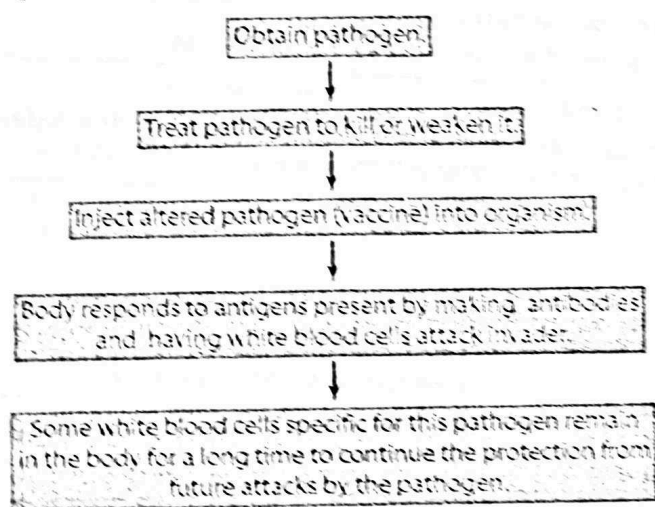 Obtain pathogen.
Treat pathogen to kill or weaken it.
Inject altered pathogen (vaccine) into organism.
Body responds to antigens present by making antibodies
and having white blood cells attack invader.
Some white blood cells specific for this pathogen remain
in the body for a long time to continue the protection from
future attacks by the pathogen.